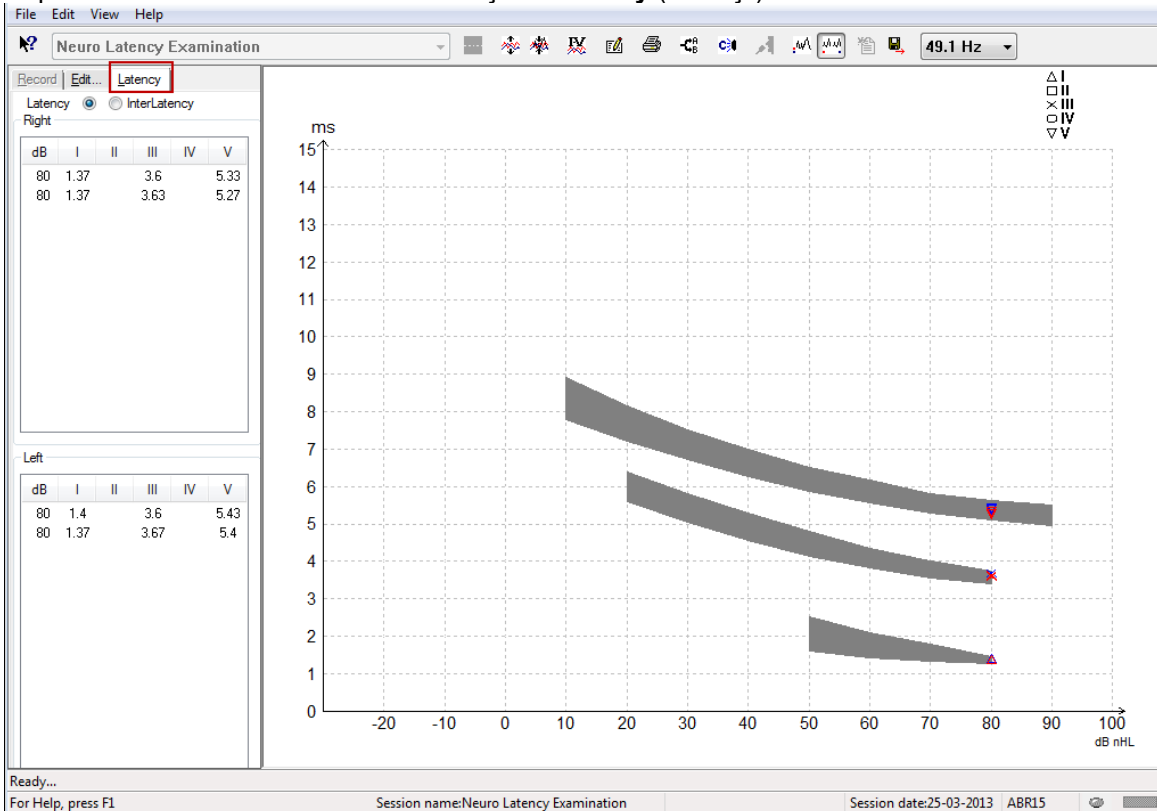 File Edit View Help
Neuro Latency Examination
49.1 Hz
Record Edit... Latency
Latency InterLatency
Right
dB I II III IV V
80 1.37 3.6 5.33
80 1.37 3.63 5.27
Left
dB I II III IV V
80 1.4 3.6 5.43
80 1.37 3.67 5.4
I
II
III
IV
V
ms
15
14
13
12
11
10
9
8
7
6
5
4
3
2
1
0
-20 -10 0 10 20 30 40 50 60 70 80 90 100
dB nHL
Ready...
For Help, press F1 Session name:Neuro Latency Examination Session date:25-03-2013 ABR15